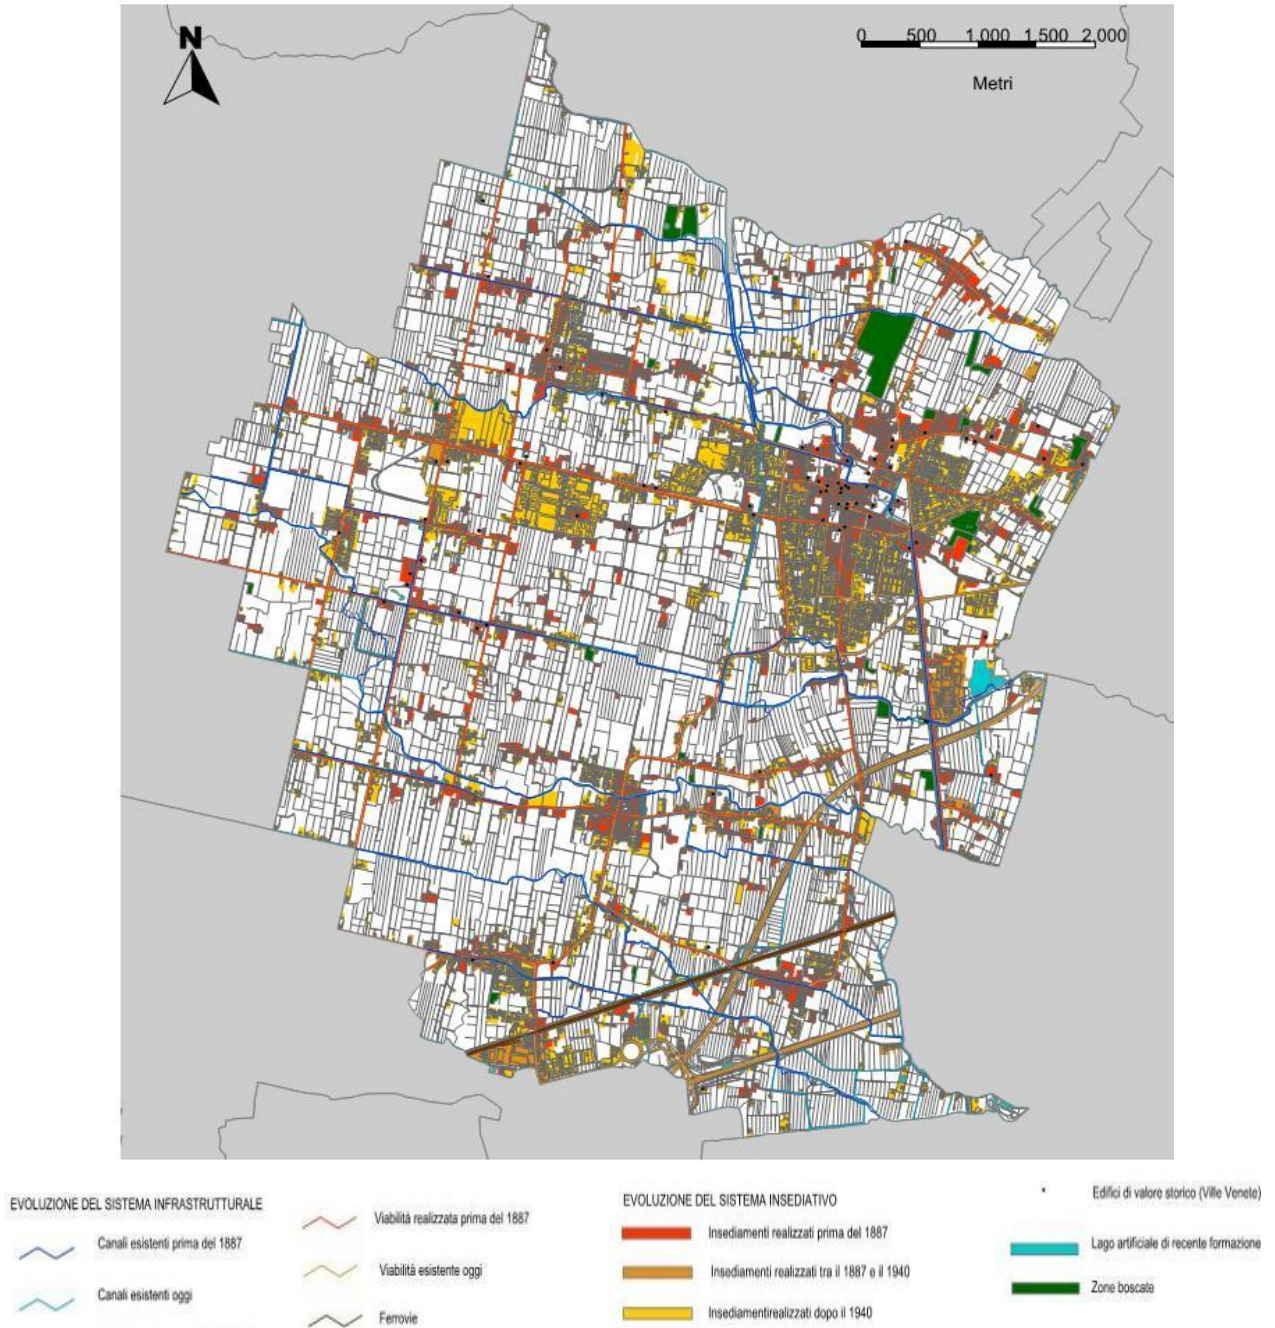 N
0 500 1,000 1,500 2,000
Metri
EVOLUZIONE DEL SISTEMA INFRASTRUTTURALE
Canali esistenti prima del 1887
Canali esistenti oggi
Viabilità realizzata prima del 1887
Viabilità esistente oggi
Ferrovie
EVOLUZIONE DEL SISTEMA INSEDIATIVO
Insediamenti realizzati prima del 1887
Insediamenti realizzati tra il 1887 e il 1940
Insediamentirealizzati dopo il 1940
Edifici di valore storico (Ville Venete)
Lago artificiale di recente formazione
Zone boscate